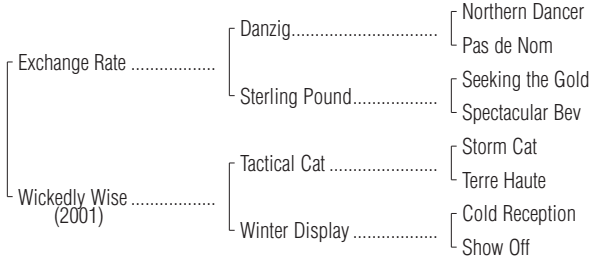 Northern Dancer
Danzig..................................
Pas de Nom
Exchange Rate ..................
Seeking the Gold
Sterling Pound...................
Spectacular Bev
Storm Cat
Tactical Cat ........................
Terre Haute
Wickedly Wise ..................
(2001)
Cold Reception
Winter Display ...................
Show Off